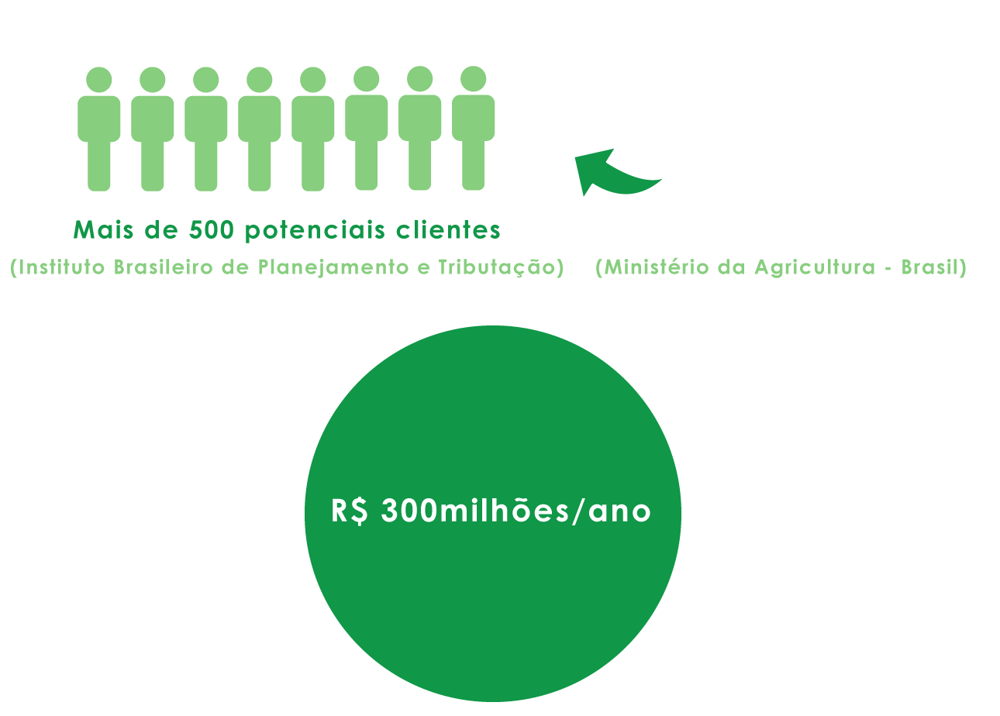 Mais de 500 potenciais clientes
(Instituto Brasileiro de Planejamento e Tributação)
(Ministério da Agricultura - Brasil)
R$ 300milhões/ano